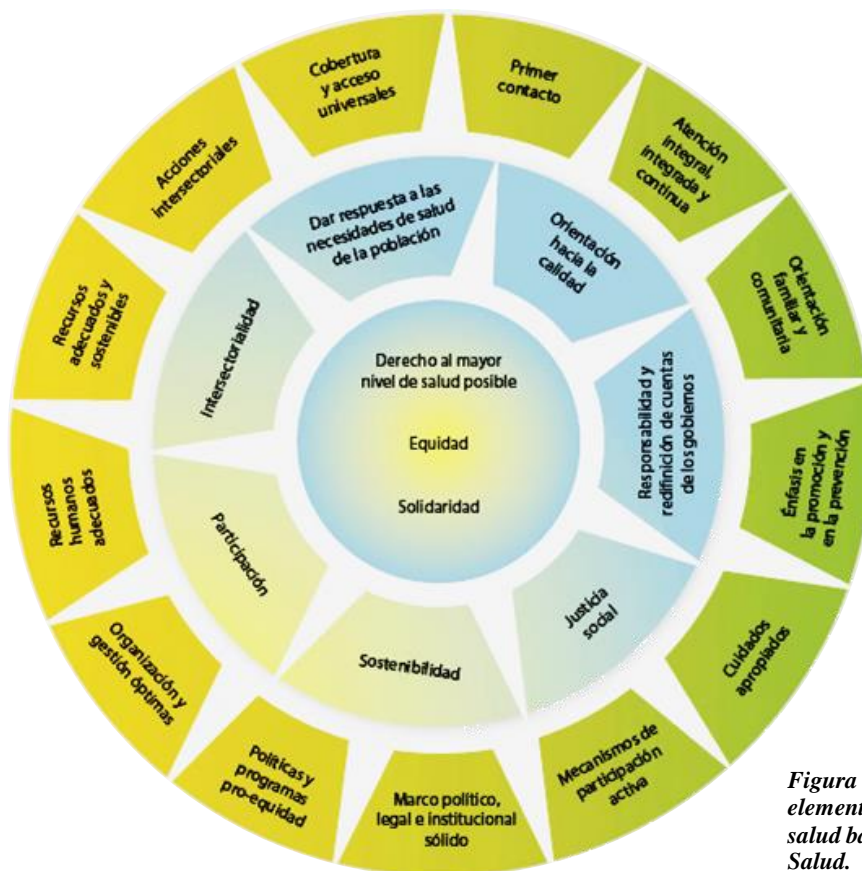 Cobertura
y acceso
universales
Primer
contacto
Atención
integral,
integrada y
continua
Orientación
familiar y
comunitaria
Énfasis en
la promoción y
en la prevención
Cuidados
apropiados
Mecanismos de
participación
activa
Marco político,
legal e institucional
sólido
Políticas y
programas
pro-equidad
Organización y
gestión óptimas
Recursos
humanos
adecuados
Recursos
adecuados y
sostenibles
Acciones
intersectoriales
Dar respuesta a las
necesidades de salud
de la población
Orientación
hacia la
calidad
Responsabilidad y
redifinición de cuentas
de los gobiernos
Justicia
social
Sostenibilidad
Participación
Intersectorialidad
Derecho al mayor
nivel de salud posible
Equidad
Solidaridad
Figura
element
salud ba
Salud.